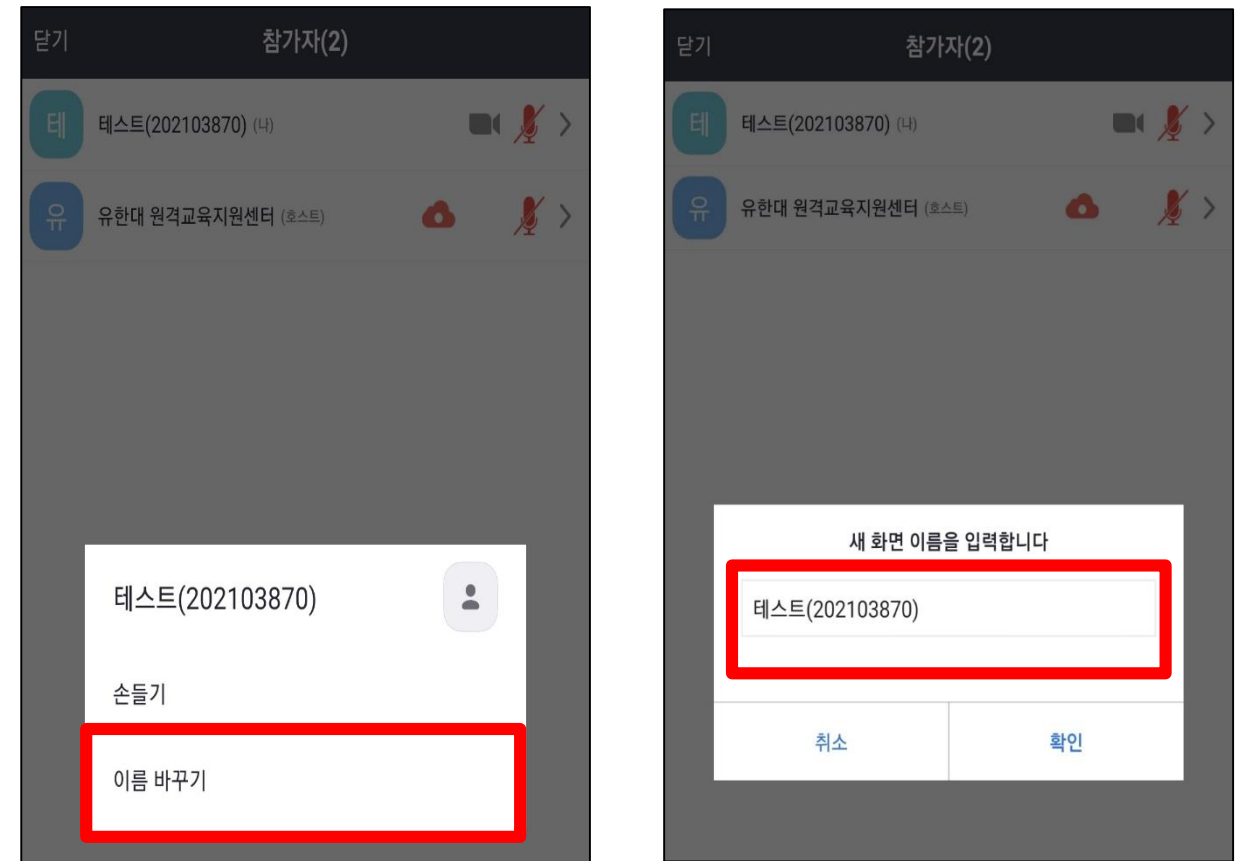 닫기
참가자(2)
테
테스트(202103870) (나)
유
유한대 원격교육지원센터 (호스트)
테스트(202103870)
손들기
이름 바꾸기
닫기
참가자(2)
테
테스트(202103870) (나)
유
유한대 원격교육지원센터 (호스트)
새 화면 이름을 입력합니다
테스트(202103870)
취소
확인